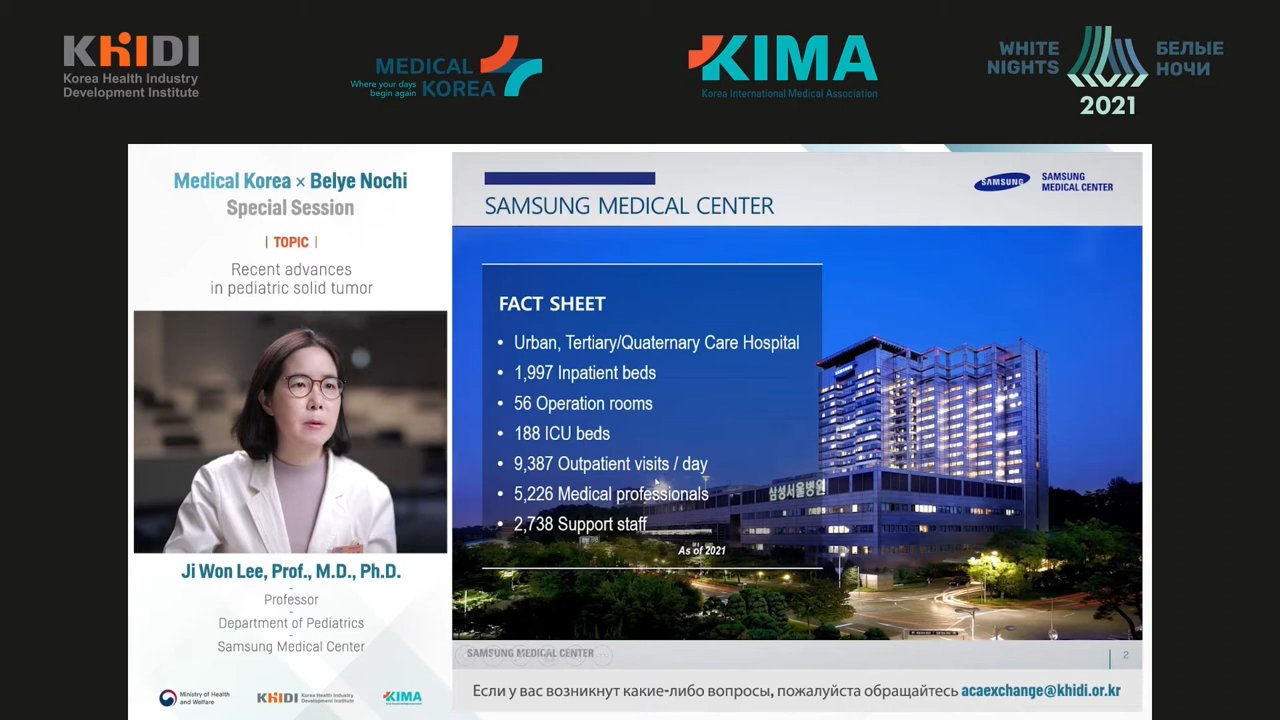 KHIDI
Korea Health Industry
Development Institute
MEDICAL
KOREA
Where your days
begin again
KIMA
Korea International Medical Association
WHITE
NIGHTS
БЕЛЫЕ
НОЧИ
2021
Medical Korea × Belye Nochi
Special Session
| TOPIC |
Recent advances
in pediatric solid tumor
Ji Won Lee, Prof., M.D., Ph.D.
Professor
Department of Pediatrics
Samsung Medical Center
Ministry of Health
and Welfare
KHIDI
Korea Health Industry
Development Institute
KIMA
SAMSUNG MEDICAL CENTER
SAMSUNG
SAMSUNG
MEDICAL CENTER
FACT SHEET
• Urban, Tertiary/Quaternary Care Hospital
• 1,997 Inpatient beds
• 56 Operation rooms
• 188 ICU beds
• 9,387 Outpatient visits / day
• 5,226 Medical professionals
• 2,738 Support staff
As of 2021
삼성서울병원
SAMSUNG MEDICAL CENTER
2
Если у вас возникнут какие-либо вопросы, пожалуйста обращайтесь acaexchange@khidi.or.kr